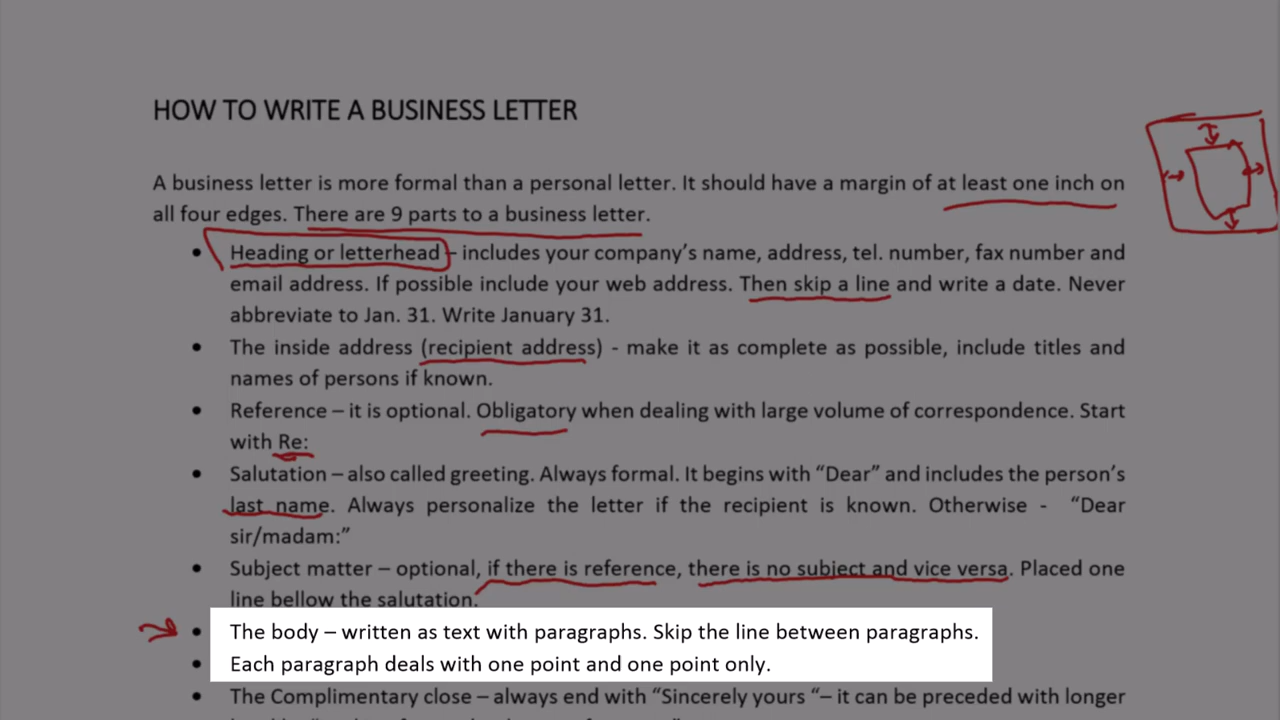 HOW TO WRITE A BUSINESS LETTER
A business letter is more formal than a personal letter. It should have a margin of at least one inch on
all four edges. There are 9 parts to a business letter.
• Heading or letterhead – includes your company's name, address, tel. number, fax number and
email address. If possible include your web address. Then skip a line and write a date. Never
abbreviate to Jan. 31. Write January 31.
• The inside address (recipient address) - make it as complete as possible, include titles and
names of persons if known.
• Reference – it is optional. Obligatory when dealing with large volume of correspondence. Start
with Re:
• Salutation – also called greeting. Always formal. It begins with “Dear” and includes the person's
last name. Always personalize the letter if the recipient is known. Otherwise - “Dear
sir/madam:”
• Subject matter – optional, if there is reference, there is no subject and vice versa. Placed one
line bellow the salutation.
• The body – written as text with paragraphs. Skip the line between paragraphs.
• Each paragraph deals with one point and one point only.
• The Complimentary close – always end with “Sincerely yours “– it can be preceded with longer